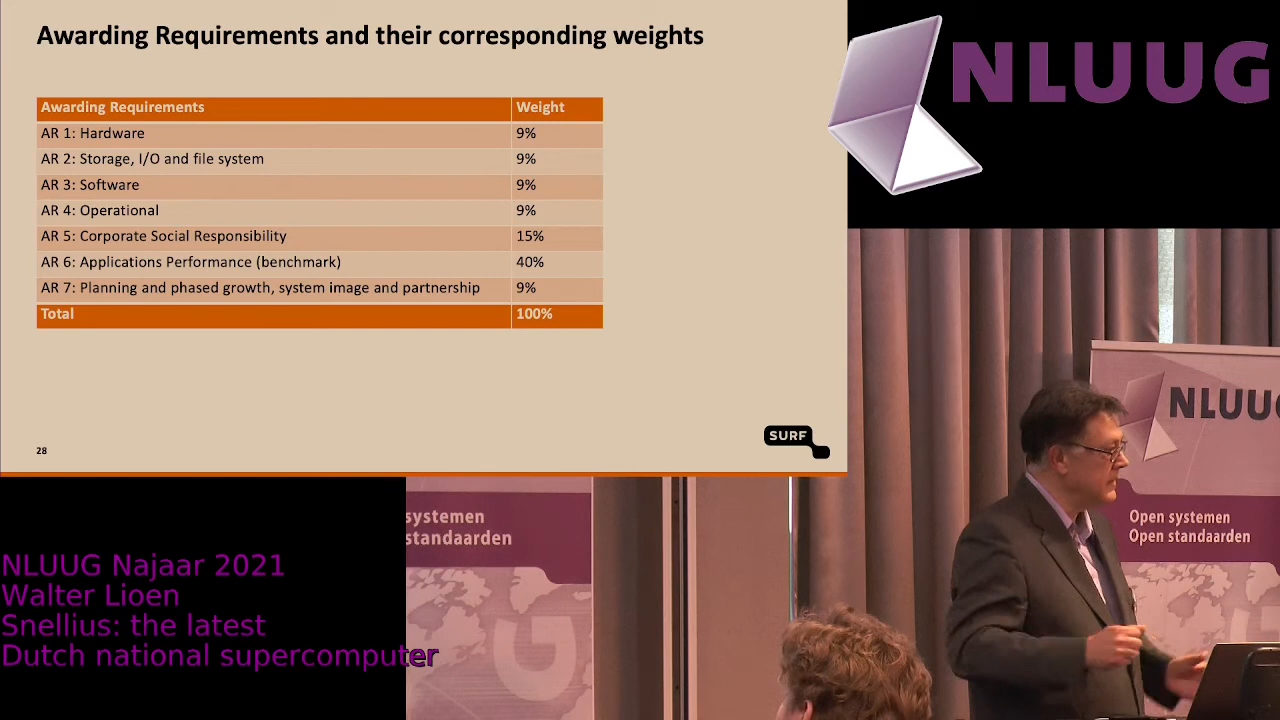 Awarding Requirements and their corresponding weights
Awarding Requirements Weight
AR 1: Hardware 9%
AR 2: Storage, I/O and file system 9%
AR 3: Software 9%
AR 4: Operational 9%
AR 5: Corporate Social Responsibility 15%
AR 6: Applications Performance (benchmark) 40%
AR 7: Planning and phased growth, system image and partnership 9%
Total 100%
28
SURF
NLUUG
NLUUG Najaar 2021
Walter Lioen
Snellius: the latest
Dutch national supercomputer
systemen
standaarden
G
NLUU
Open systemen
Open standaarden